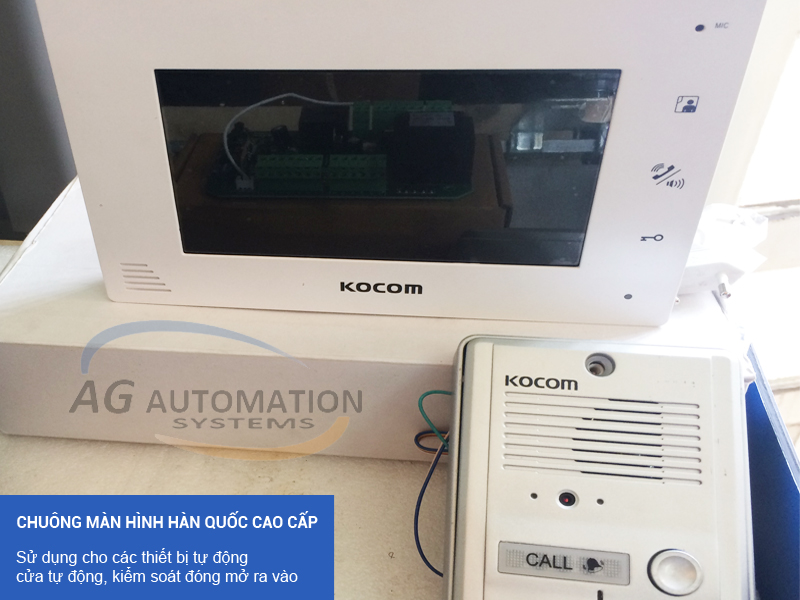 MIC
KOCOM
KOCOM
CALL
AG AUTOMATION
SYSTEMS
CHUÔNG MÀN HÌNH HÀN QUỐC CAO CẤP
Sử dụng cho các thiết bị tự động
cửa tự động, kiểm soát đóng mở ra vào